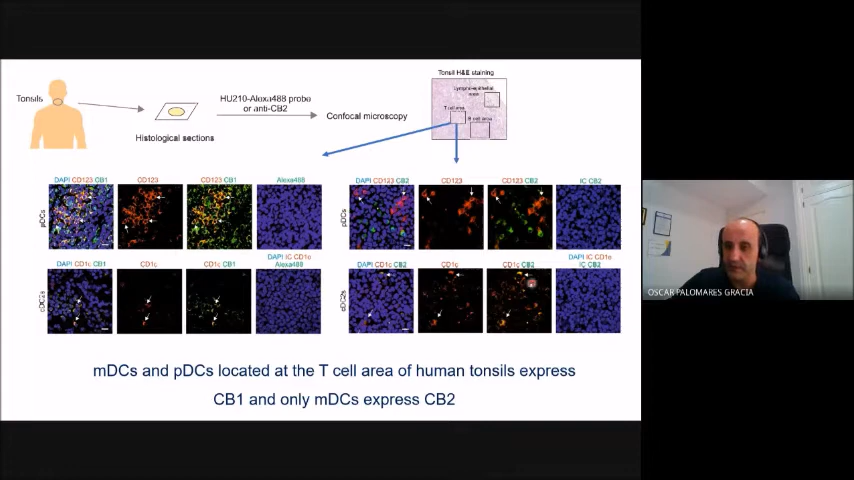 Tonsil H&E staining
Lympho-epithelial
area
T cell area
B cell area
Tonsils
HU210-Alexa488 probe
or anti-CB2
Confocal microscopy
Histological sections
DAPI CD123 CB1
CD123
CD123 CB1
Alexa488
DAPI CD123 CB2
CD123
CD123 CB2
IC CB2
pDCs
pDCs
DAPI CD1c CB1
CD1c
CD1c CB1
DAPI IC CD1c
Alexa488
DAPI CD1c CB2
CD1c
CD1c CB2
DAPI IC CD1c
IC CB2
cDC2s
cDC2s
mDCs and pDCs located at the T cell area of human tonsils express
CB1 and only mDCs express CB2
OSCAR PALOMARES GRACIA